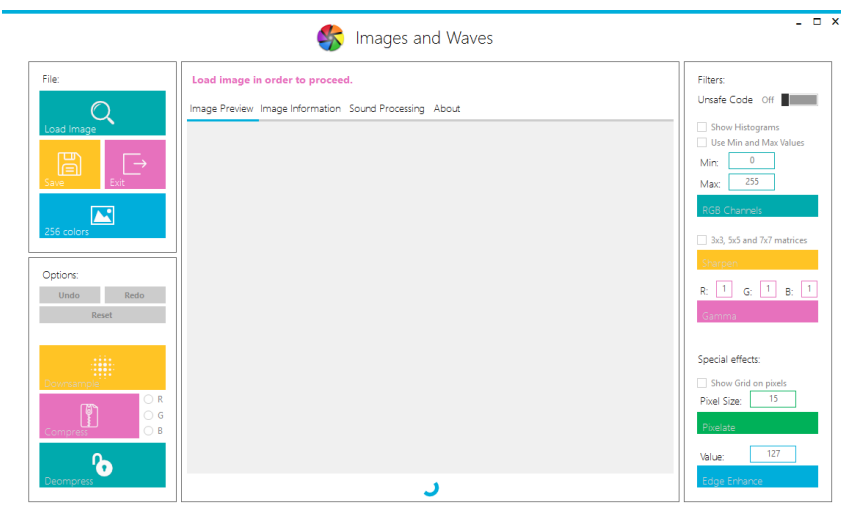 Images and Waves
File:
Load Image
Save
Exit
256 colors
Options:
Undo
Redo
Reset
Downsample
Compress
R
G
B
Deompress
Load image in order to proceed.
Image Preview Image Information Sound Processing About
Filters:
Unsafe Code Off
Show Histograms
Use Min and Max Values
Min: 0
Max: 255
RGB Channels
3x3, 5x5 and 7x7 matrices
Sharpen
R: 1 G: 1 B: 1
Gamma
Special effects:
Show Grid on pixels
Pixel Size: 15
Pixelate
Value: 127
Edge Enhance